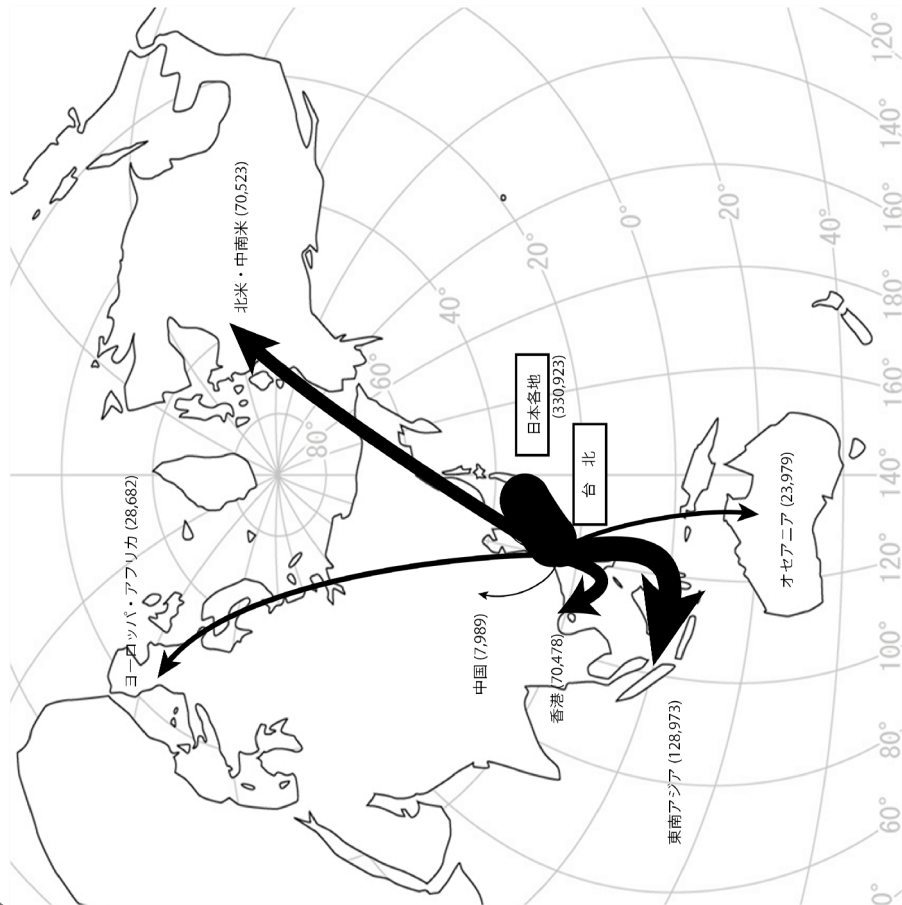 北米・中南米 (70,523)
ヨーロッパ・アフリカ (28,682)
日本各地
(330,923)
台 北
中国 (7,989)
香港 (70,478)
東南アジア (128,973)
オセアニア (23,979)
80°
60°
40°
20°
0°
20°
40°
120°
140°
160°
180°
160°
140°
120°
100°
80°
60°